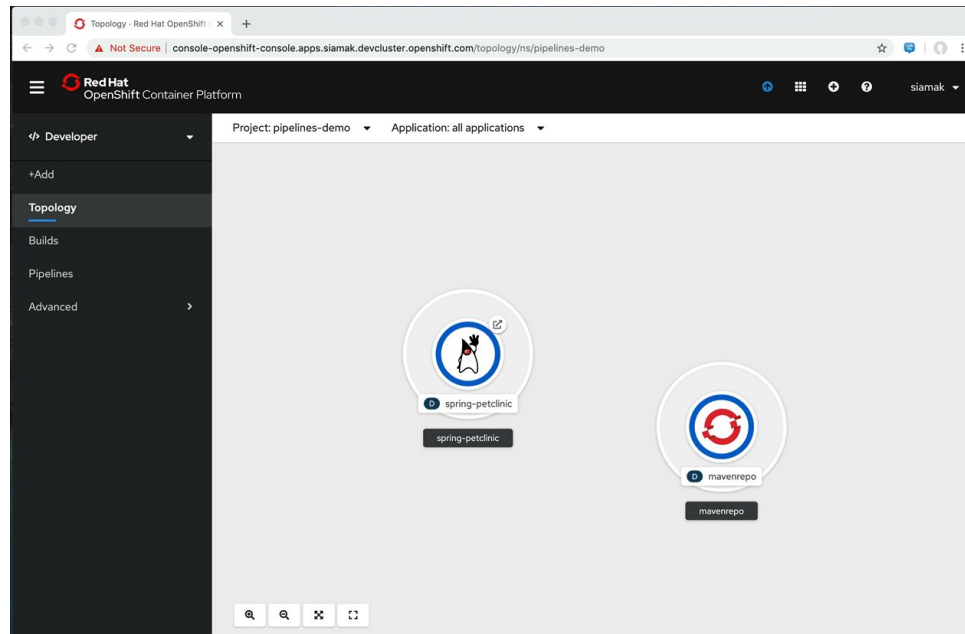 Topology · Red Hat OpenShift
Not Secure | console-openshift-console.apps.siamak.devcluster.openshift.com/topology/ns/pipelines-demo
Red Hat
OpenShift Container Platform
siamak
Developer
Project: pipelines-demo
Application: all applications
+Add
Topology
Builds
Pipelines
Advanced
D spring-petclinic
spring-petclinic
D mavenrepo
mavenrepo